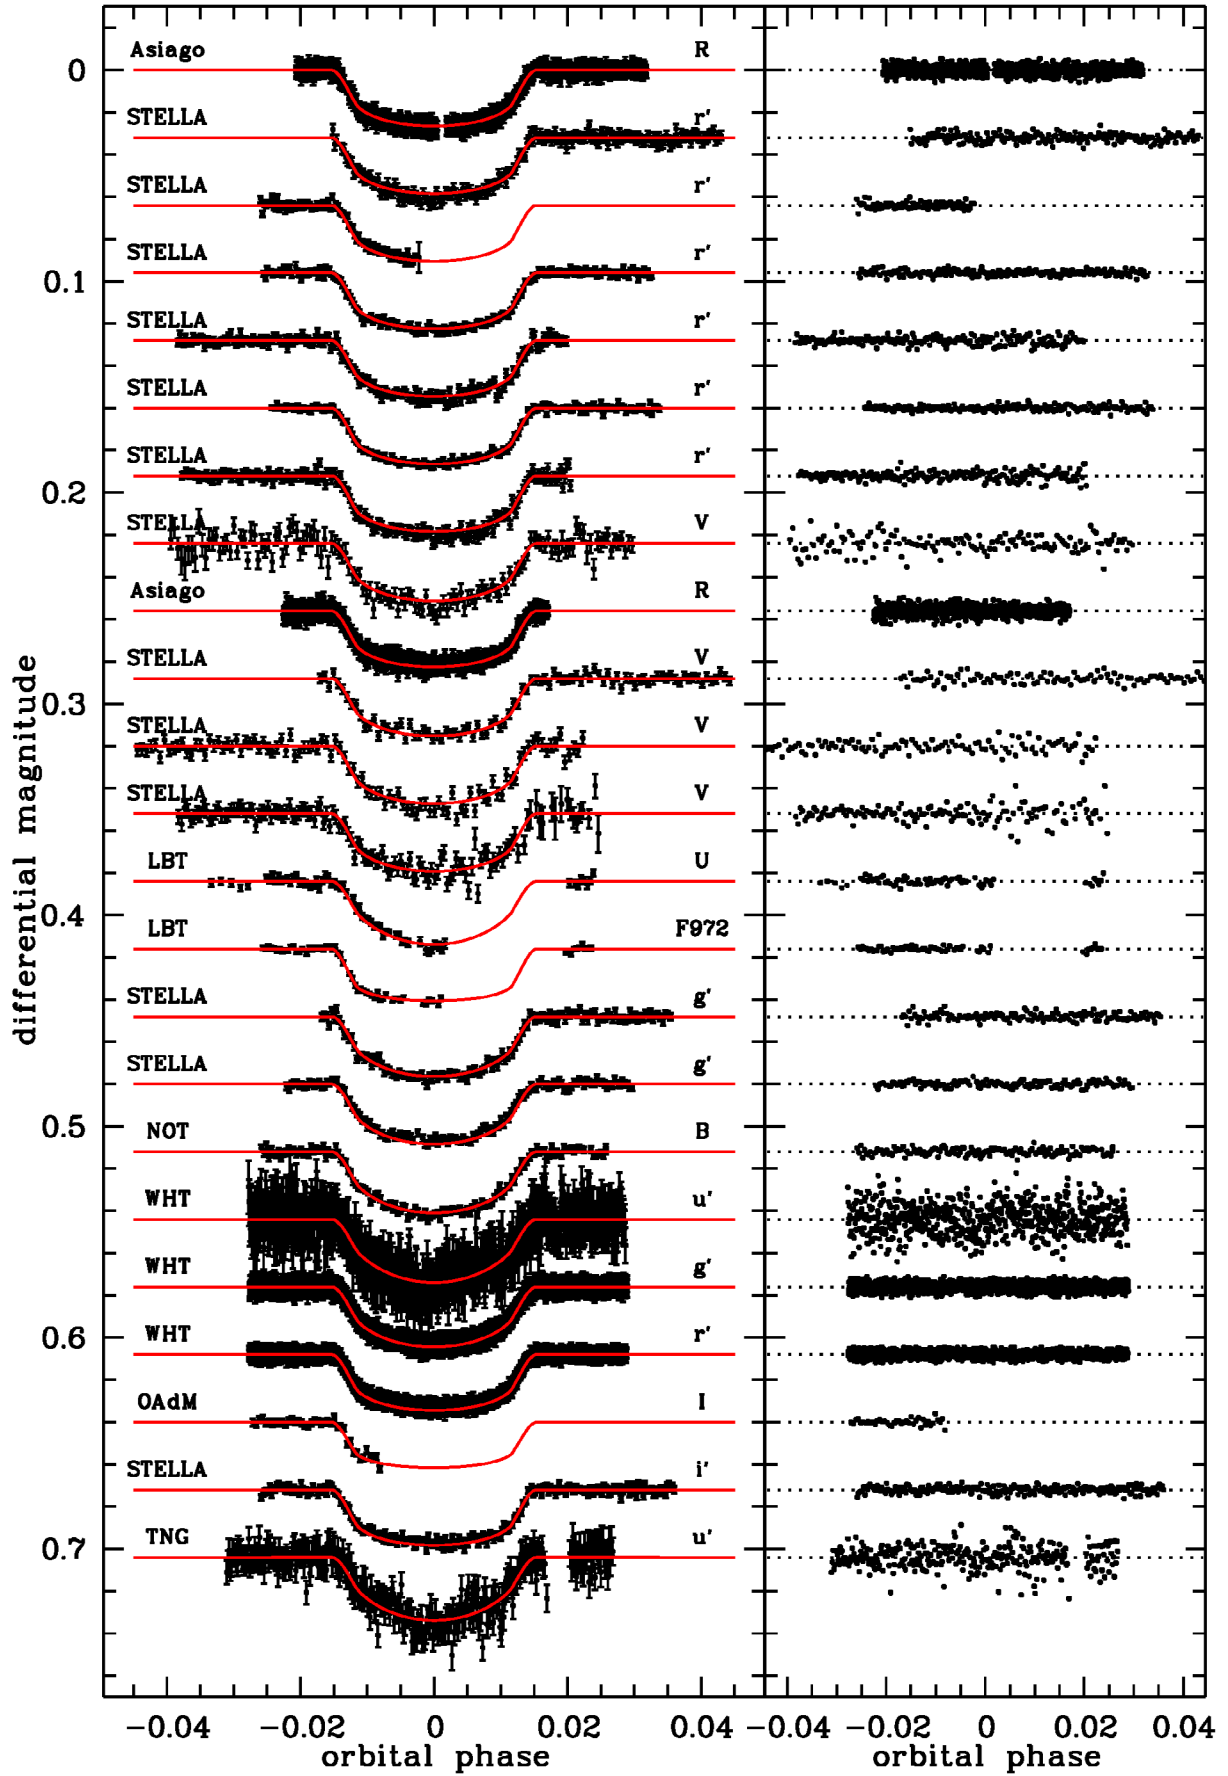 Asiago R
0
STELLA r'
STELLA r'
STELLA r'
0.1
STELLA r'
STELLA r'
STELLA r'
0.2
STELLA V
Asiago R
STELLA V
0.3
STELLA V
STELLA V
LBT U
0.4
LBT F972
STELLA g'
STELLA g'
0.5
NOT B
WHT u'
WHT g'
0.6
WHT r'
OAdM I
STELLA i'
TNG u'
0.7
differential magnitude
−0.04 −0.02 0 0.02 0.04
orbital phase
−0.04 −0.02 0 0.02 0.04
orbital phase